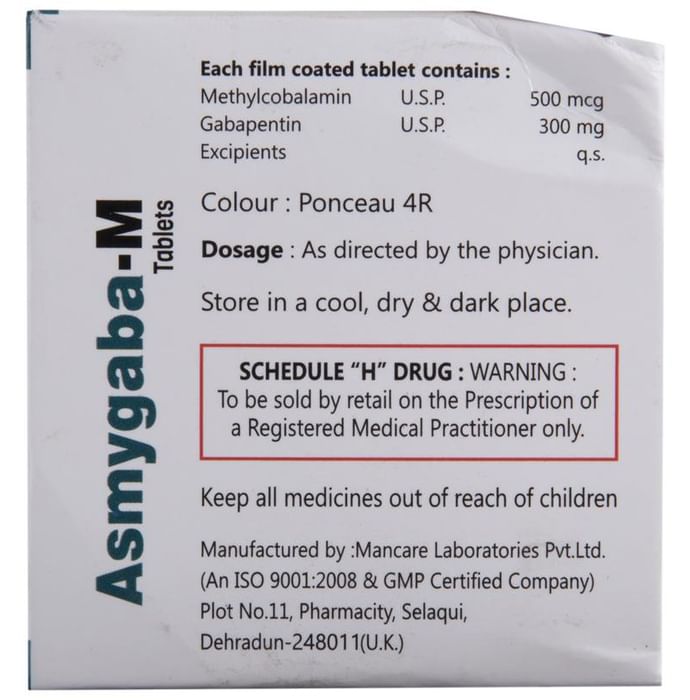 Asmygaba-M
Tablets
Each film coated tablet contains :
Methylcobalamin U.S.P. 500 mcg
Gabapentin U.S.P. 300 mg
Excipients q.s.
Colour : Ponceau 4R
Dosage : As directed by the physician.
Store in a cool, dry & dark place.
SCHEDULE “H” DRUG : WARNING :
To be sold by retail on the Prescription of
a Registered Medical Practitioner only.
Keep all medicines out of reach of children
Manufactured by :Mancare Laboratories Pvt.Ltd.
(An ISO 9001:2008 & GMP Certified Company)
Plot No.11, Pharmacity, Selaqui,
Dehradun-248011(U.K.)